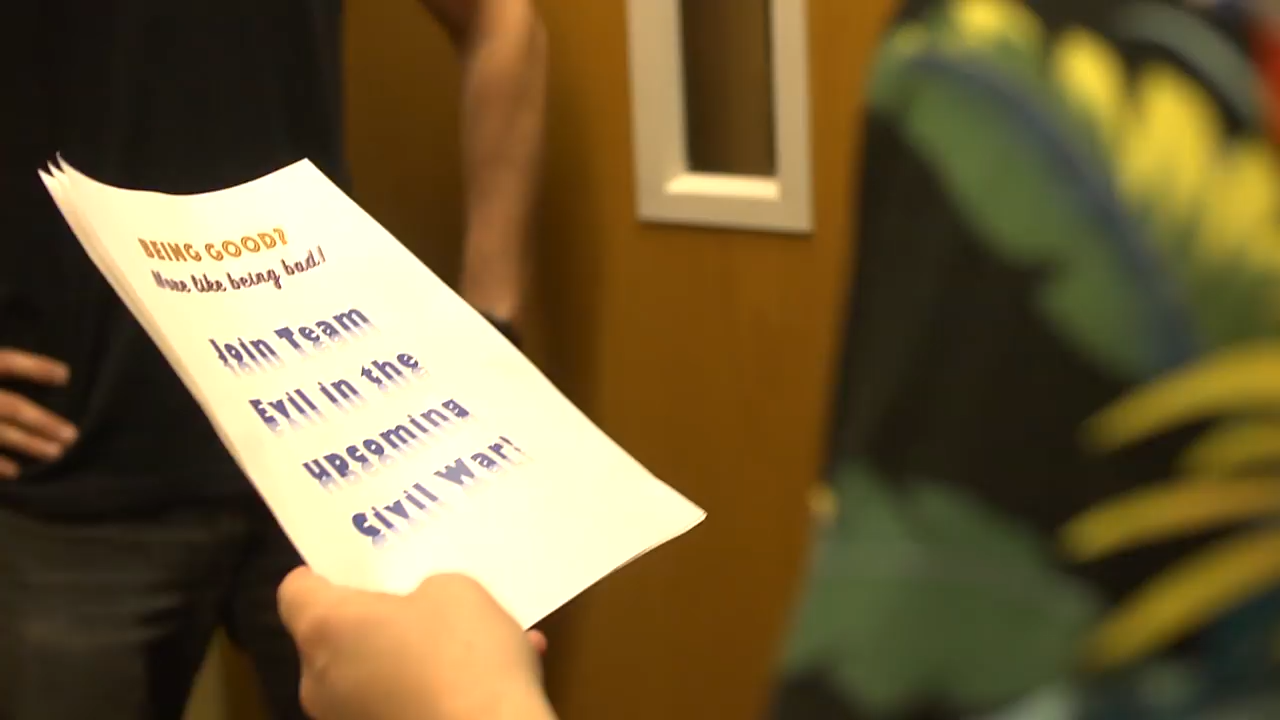 BEING GOOD?
More like being bad!
Join Team
Evil in the
upcoming
Civil War!